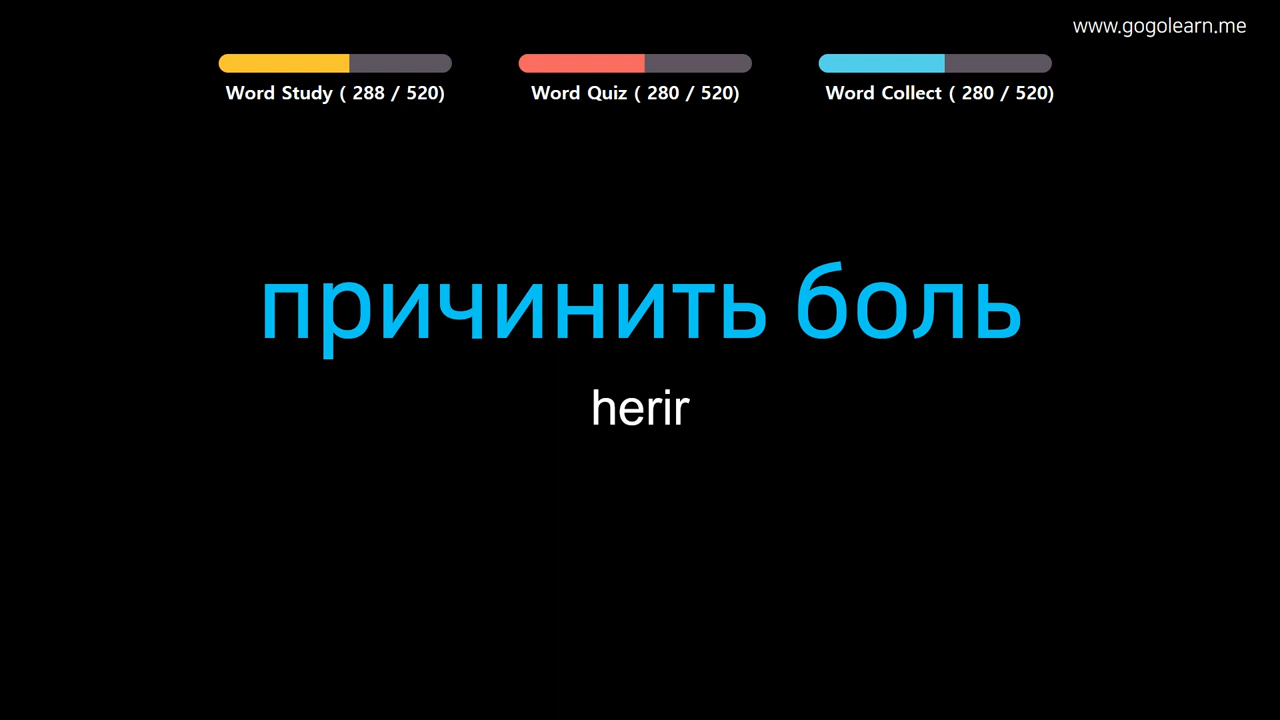 www.gogolearn.me
Word Study ( 288 / 520)
Word Quiz ( 280 / 520)
Word Collect ( 280 / 520)
причинить боль
herir